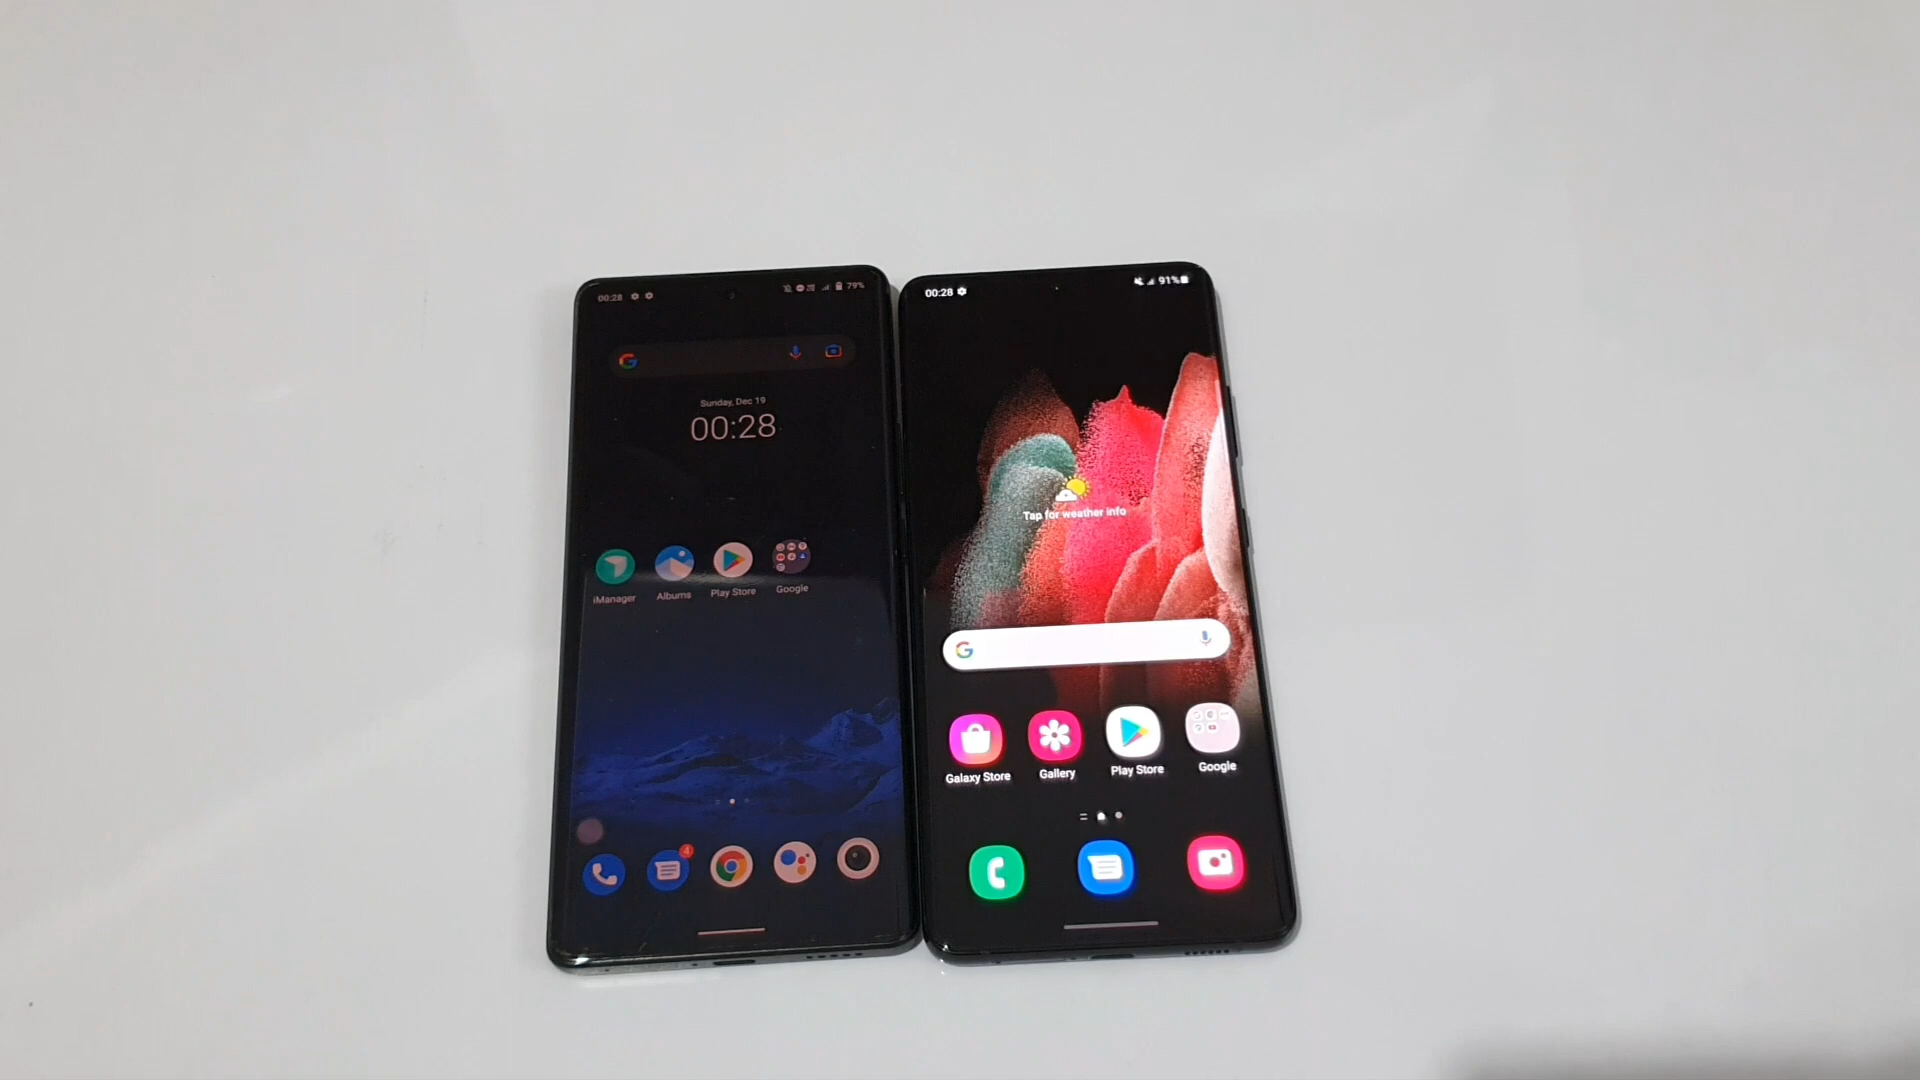 00:28
79%
Sunday, Dec 19
00:28
iManager
Albums
Play Store
Google
4
00:28
91%
Tap for weather info
Galaxy Store
Gallery
Play Store
Google